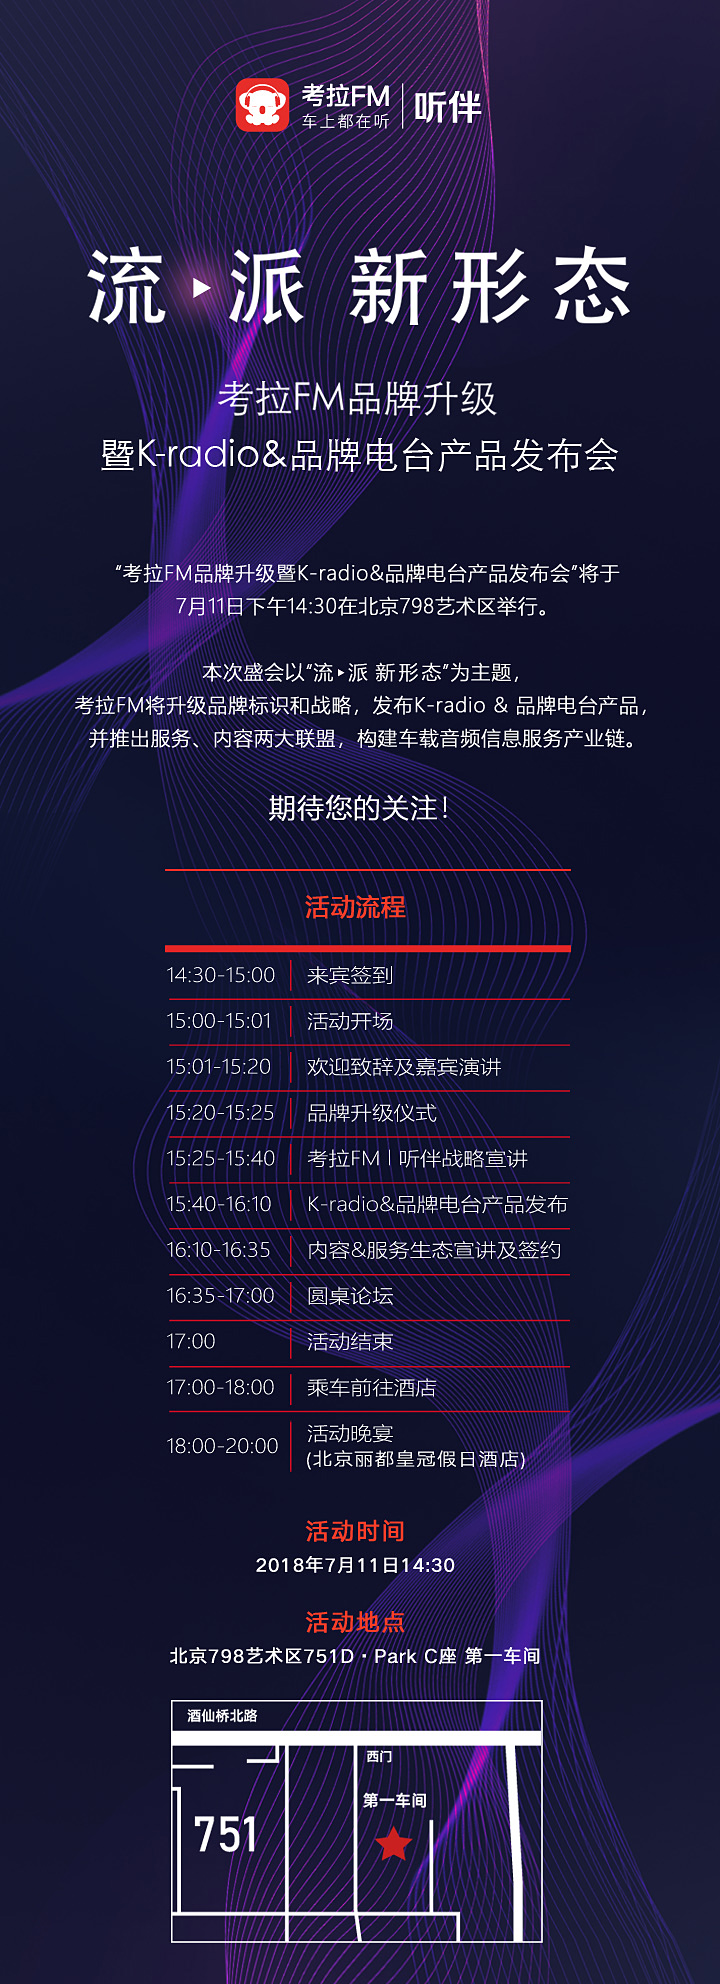 考拉FM 听伴
车上都在听
流▸派 新形态
考拉FM品牌升级
暨K-radio&品牌电台产品发布会
“考拉FM品牌升级暨K-radio&品牌电台产品发布会”将于
7月11日下午14:30在北京798艺术区举行。
本次盛会以“流▸派 新形态”为主题，
考拉FM将升级品牌标识和战略，发布K-radio & 品牌电台产品，
并推出服务、内容两大联盟，构建车载音频信息服务产业链。
期待您的关注！
活动流程
14:30-15:00 来宾签到
15:00-15:01 活动开场
15:01-15:20 欢迎致辞及嘉宾演讲
15:20-15:25 品牌升级仪式
15:25-15:40 考拉FM | 听伴战略宣讲
15:40-16:10 K-radio&品牌电台产品发布
16:10-16:35 内容&服务生态宣讲及签约
16:35-17:00 圆桌论坛
17:00 活动结束
17:00-18:00 乘车前往酒店
18:00-20:00 活动晚宴
(北京丽都皇冠假日酒店)
活动时间
2018年7月11日14:30
活动地点
北京798艺术区751D·Park C座 第一车间
酒仙桥北路
西门
第一车间
751